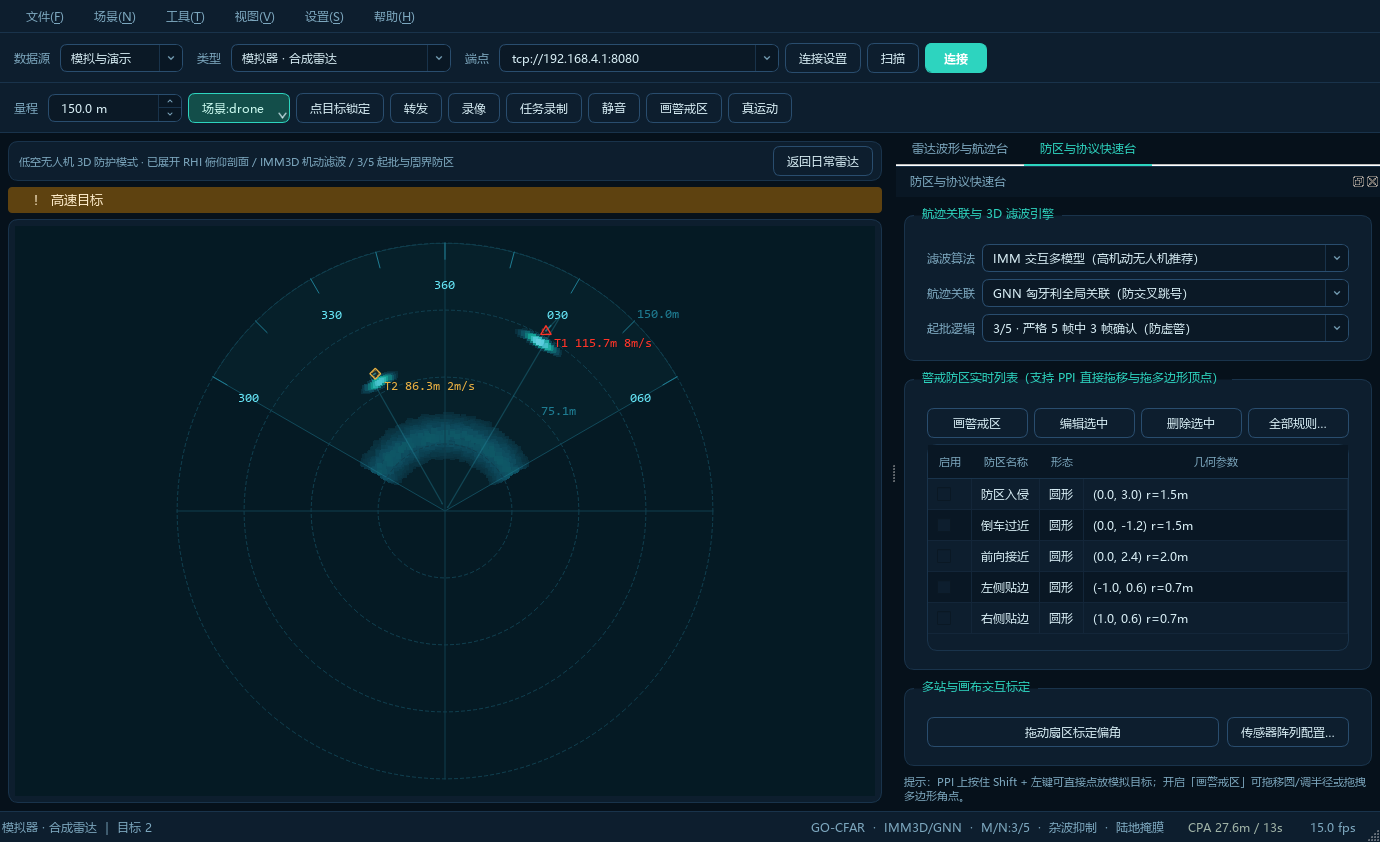 文件(F) 场景(N) 工具(T) 视图(V) 设置(S) 帮助(H)
数据源 模拟与演示 类型 模拟器 · 合成雷达 端点 tcp://192.168.4.1:8080 连接设置 扫描 连接
量程 150.0 m 场景:drone 点目标锁定 转发 录像 任务录制 静音 画警戒区 真运动
低空无人机 3D 防护模式 · 已展开 RHI 俯仰剖面 / IMM3D 机动滤波 / 3/5 起批与周界防区 返回日常雷达
! 高速目标
360
330 030 150.0m
T1 115.7m 8m/s
T2 86.3m 2m/s
300 060
75.1m
雷达波形与航迹台 防区与协议快速台
防区与协议快速台
航迹关联与 3D 滤波引擎
滤波算法 IMM 交互多模型（高机动无人机推荐）
航迹关联 GNN 匈牙利全局关联（防交叉跳号）
起批逻辑 3/5 · 严格 5 帧中 3 帧确认（防虚警）
警戒防区实时列表（支持 PPI 直接拖移与拖多边形顶点）
画警戒区 编辑选中 删除选中 全部规则...
启用 防区名称 形态 几何参数
防区入侵 圆形 (0.0, 3.0) r=1.5m
倒车过近 圆形 (0.0, -1.2) r=1.5m
前向接近 圆形 (0.0, 2.4) r=2.0m
左侧贴边 圆形 (-1.0, 0.6) r=0.7m
右侧贴边 圆形 (1.0, 0.6) r=0.7m
多站与画布交互标定
拖动扇区标定偏角 传感器阵列配置...
提示：PPI 上按住 Shift + 左键可直接点放模拟目标；开启「画警戒区」可拖移圆/调半径或拖拽
多边形角点。
模拟器 · 合成雷达 | 目标 2 GO-CFAR · IMM3D/GNN · M/N:3/5 · 杂波抑制 · 陆地掩膜 CPA 27.6m / 13s 15.0 fps